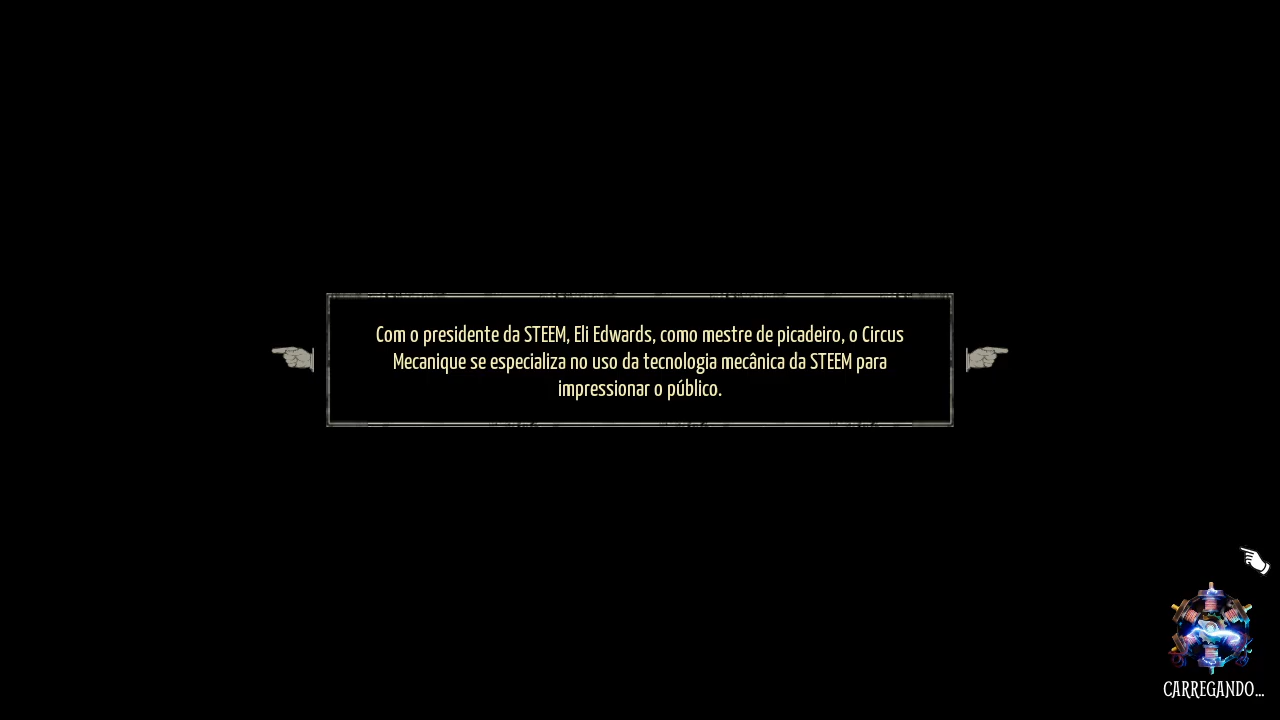 Com o presidente da STEEM, Eli Edwards, como mestre de picadeiro, o Circus
Mecanique se especializa no uso da tecnologia mecânica da STEEM para
impressionar o público.
CARREGANDO...